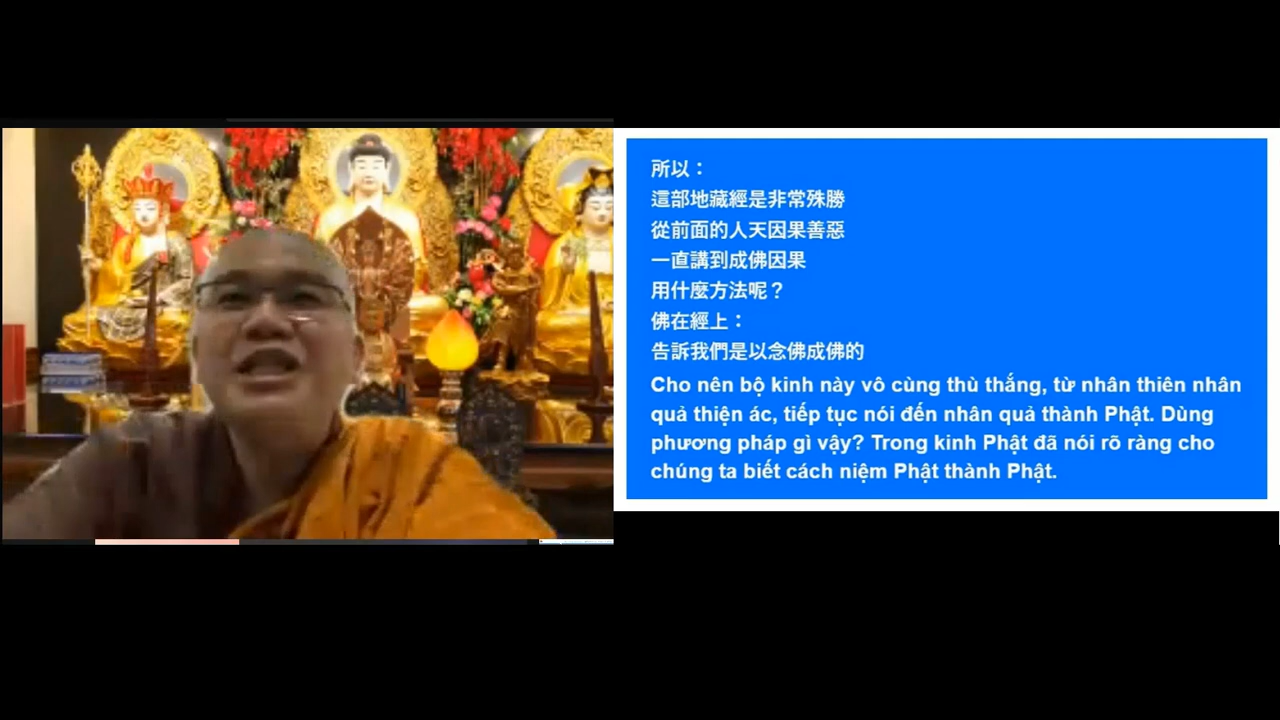 所以：
這部地藏經是非常殊勝
從前面的人天因果善惡
一直講到成佛因果
用什麼方法呢？
佛在經上：
告訴我們是以念佛成佛的
Cho nên bộ kinh này vô cùng thù thắng, từ nhân thiên nhân
quả thiện ác, tiếp tục nói đến nhân quả thành Phật. Dùng
phương pháp gì vậy? Trong kinh Phật đã nói rõ ràng cho
chúng ta biết cách niệm Phật thành Phật.